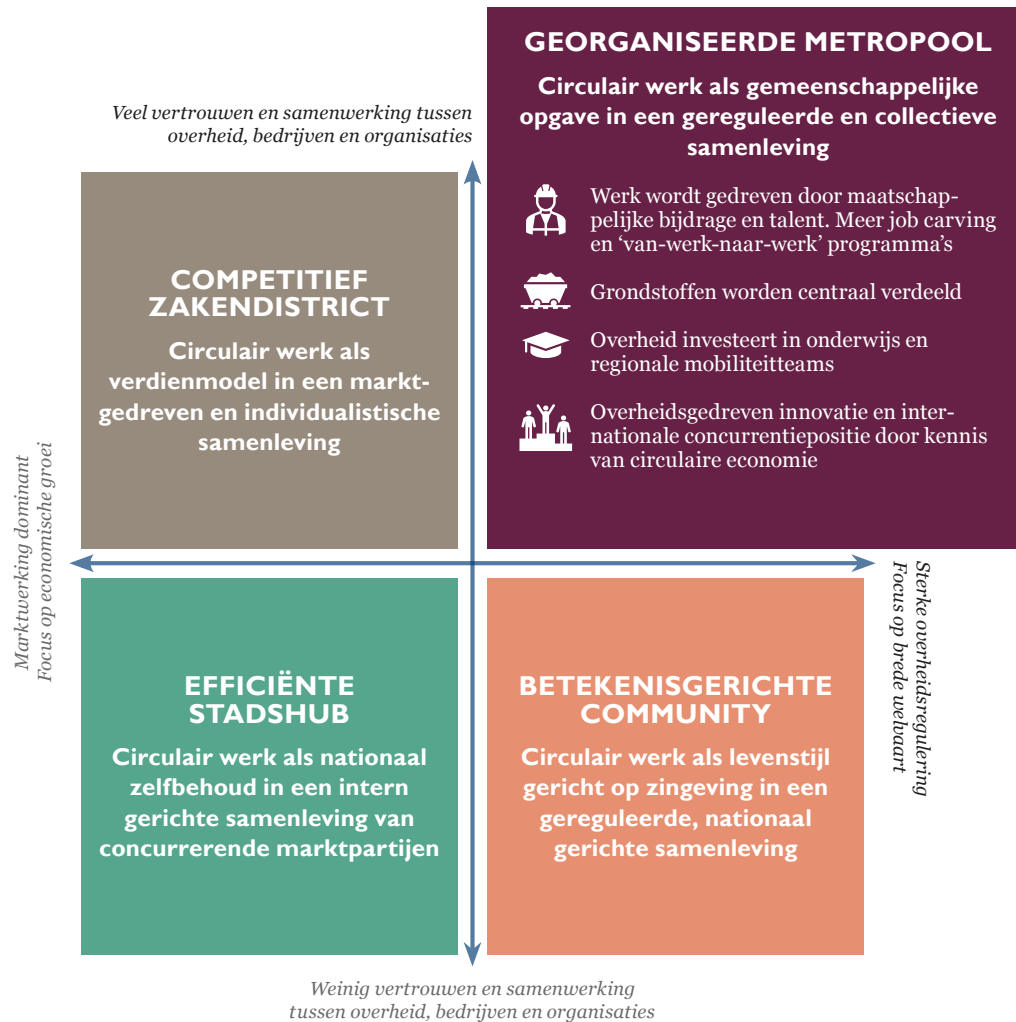 GEORGANISEERDE METROPOOL
Circulair werk als gemeenschappelijke
opgave in een gereguleerde en collectieve
samenleving
Werk wordt gedreven door maatschap-
pelijke bijdrage en talent. Meer job carving
en ‘van-werk-naar-werk’ programma’s
Grondstoffen worden centraal verdeeld
Overheid investeert in onderwijs en
regionale mobiliteitteams
Overheidsgedreven innovatie en inter-
nationale concurrentiepositie door kennis
van circulaire economie
Veel vertrouwen en samenwerking tussen
overheid, bedrijven en organisaties
COMPETITIEF
ZAKENDISTRICT
Circulair werk als
verdienmodel in een markt-
gedreven en individualistische
samenleving
Marktwerking dominant
Focus op economische groei
Sterke overheidsregulering
Focus op brede welvaart
EFFICIËNTE
STADSHUB
Circulair werk als nationaal
zelfbehoud in een intern
gerichte samenleving van
concurrerende marktpartijen
BETEKENISGERICHTE
COMMUNITY
Circulair werk als levenstijl
gericht op zingeving in een
gereguleerde, nationaal
gerichte samenleving
Weinig vertrouwen en samenwerking
tussen overheid, bedrijven en organisaties